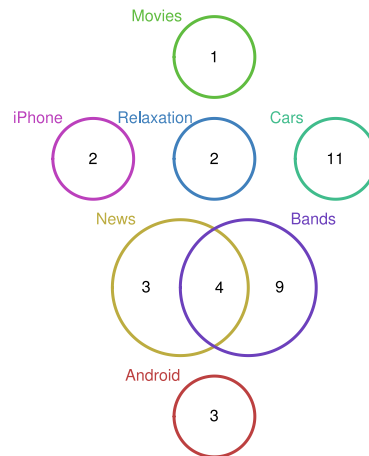 Movies
1
iPhone Relaxation Cars
2 2 11
News Bands
3 4 9
Android
3